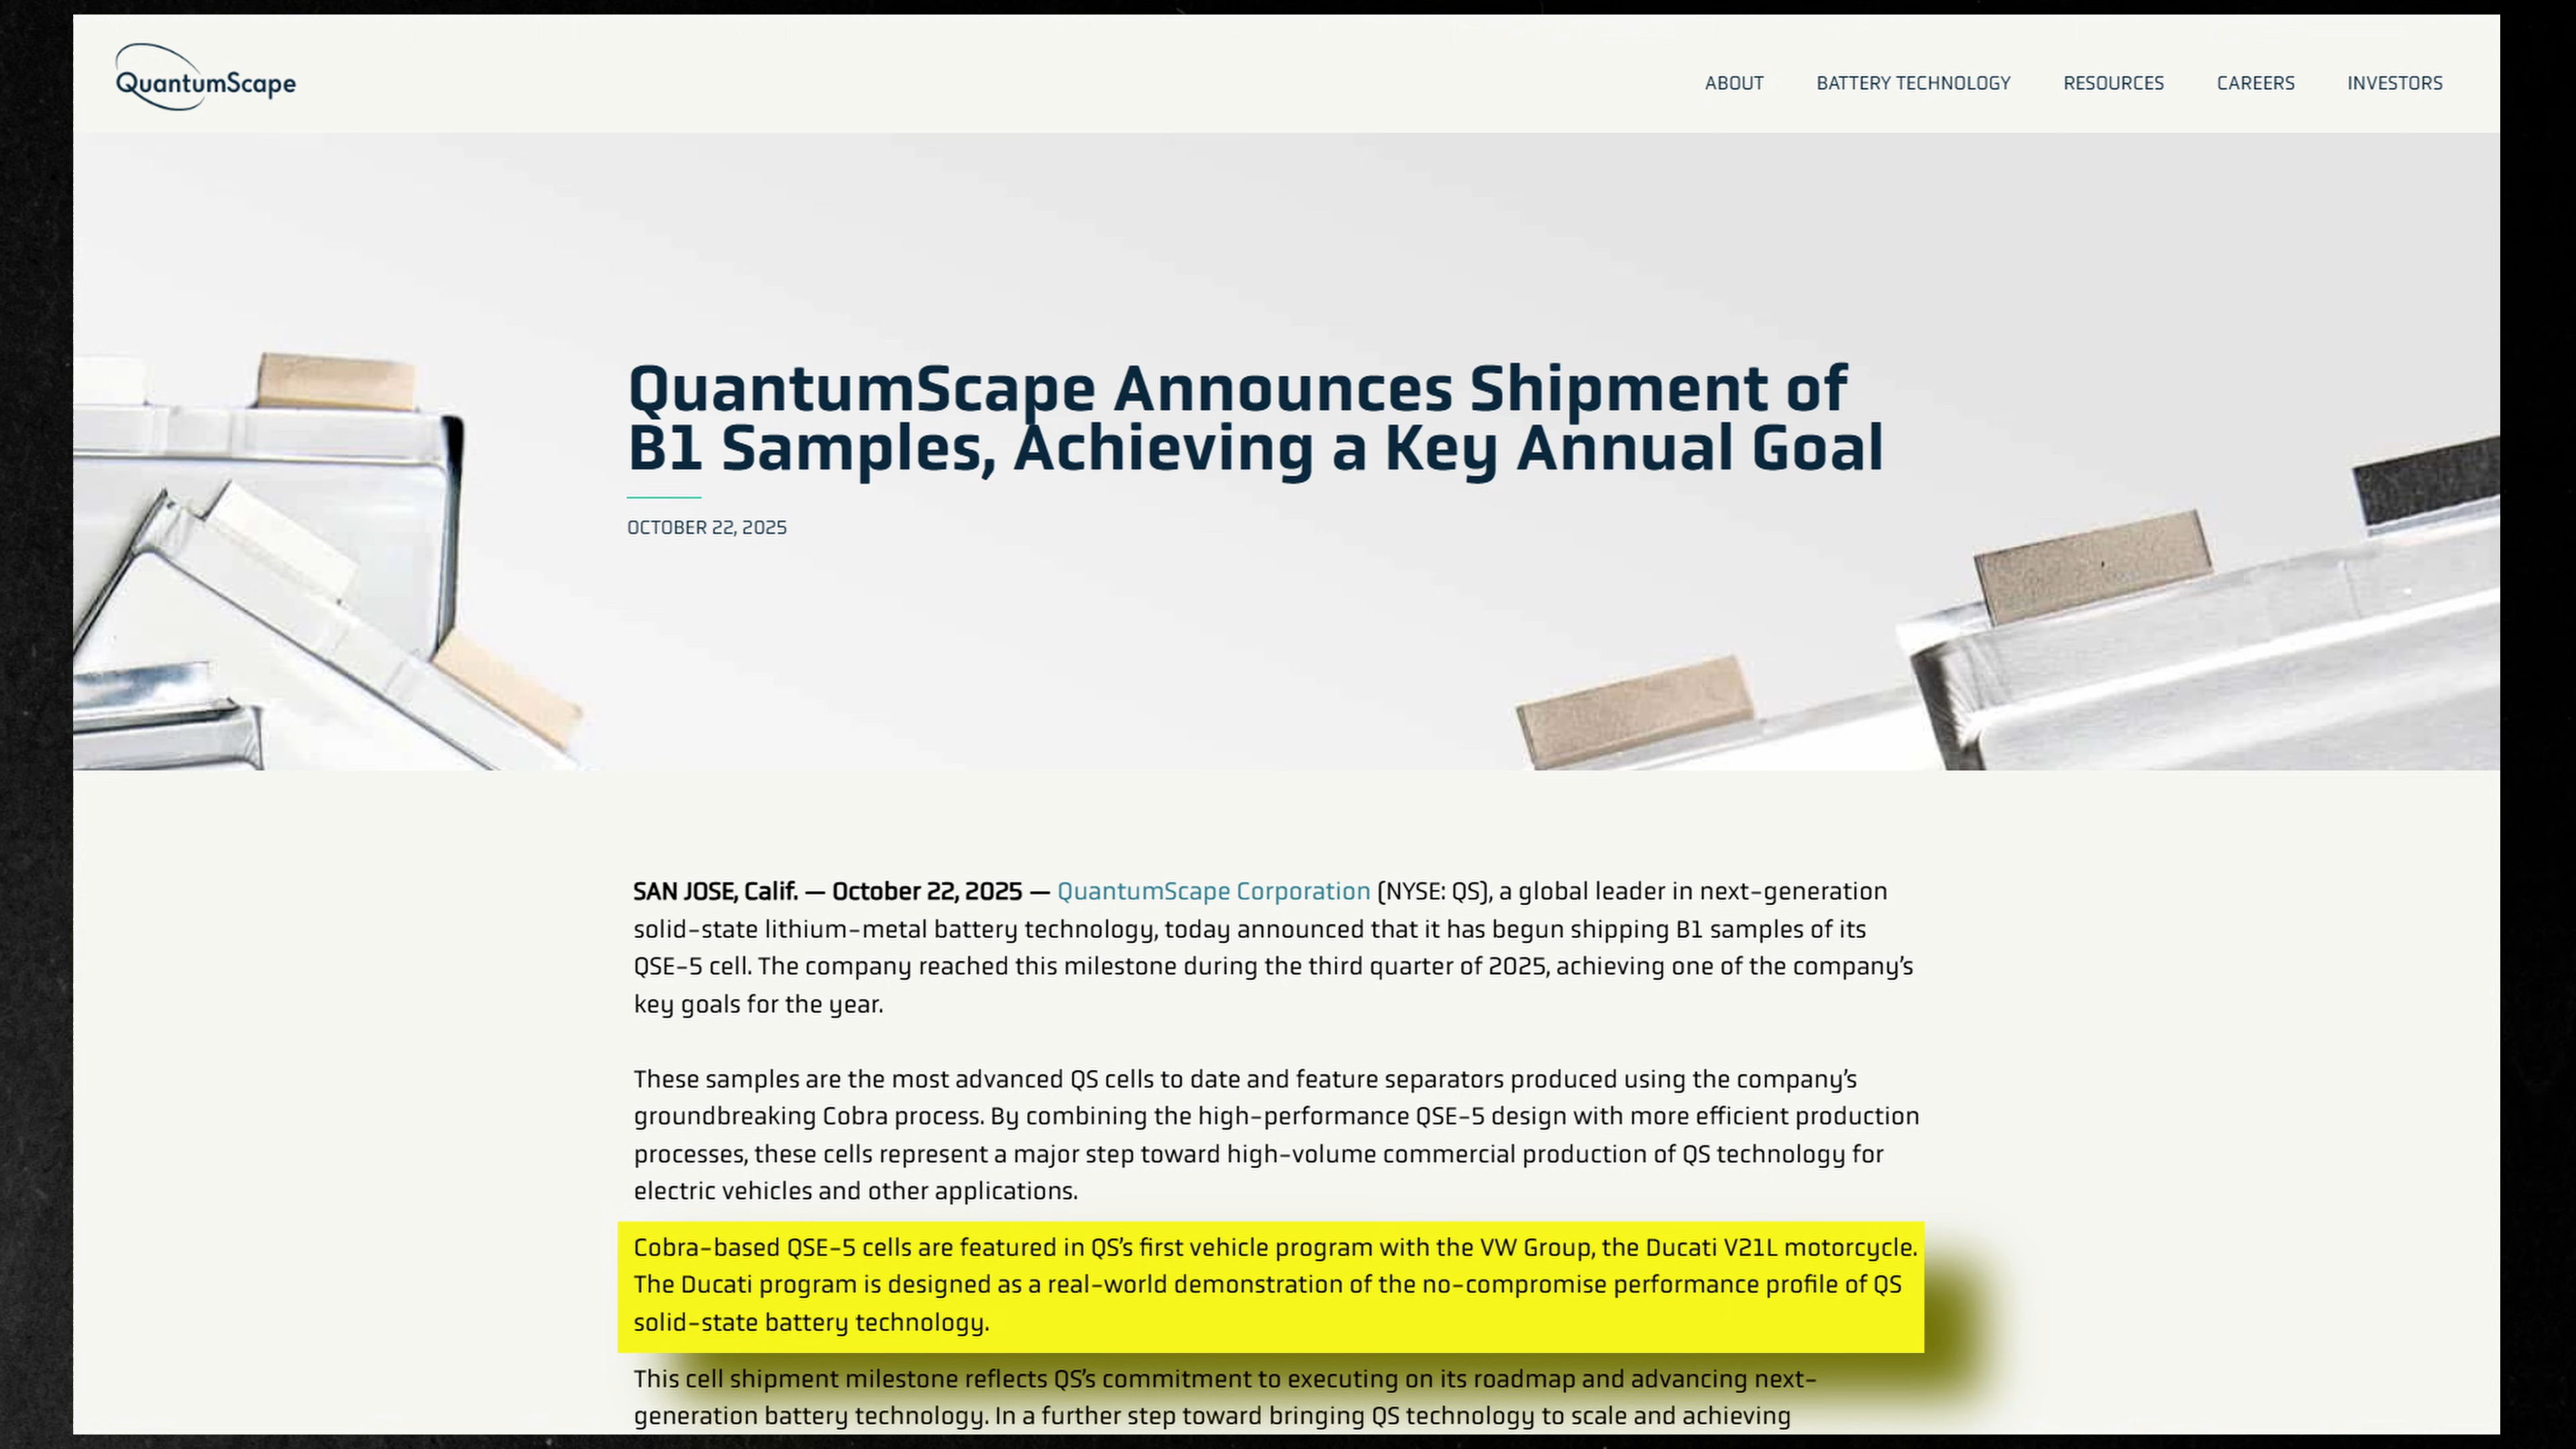 QuantumScape
ABOUT BATTERY TECHNOLOGY RESOURCES CAREERS INVESTORS
QuantumScape Announces Shipment of
B1 Samples, Achieving a Key Annual Goal
OCTOBER 22, 2025
SAN JOSE, Calif. — October 22, 2025 — QuantumScape Corporation (NYSE: QS), a global leader in next-generation
solid-state lithium-metal battery technology, today announced that it has begun shipping B1 samples of its
QSE-5 cell. The company reached this milestone during the third quarter of 2025, achieving one of the company’s
key goals for the year.
These samples are the most advanced QS cells to date and feature separators produced using the company’s
groundbreaking Cobra process. By combining the high-performance QSE-5 design with more efficient production
processes, these cells represent a major step toward high-volume commercial production of QS technology for
electric vehicles and other applications.
Cobra-based QSE-5 cells are featured in QS’s first vehicle program with the VW Group, the Ducati V21L motorcycle.
The Ducati program is designed as a real-world demonstration of the no-compromise performance profile of QS
solid-state battery technology.
This cell shipment milestone reflects QS’s commitment to executing on its roadmap and advancing next-
generation battery technology. In a further step toward bringing QS technology to scale and achieving